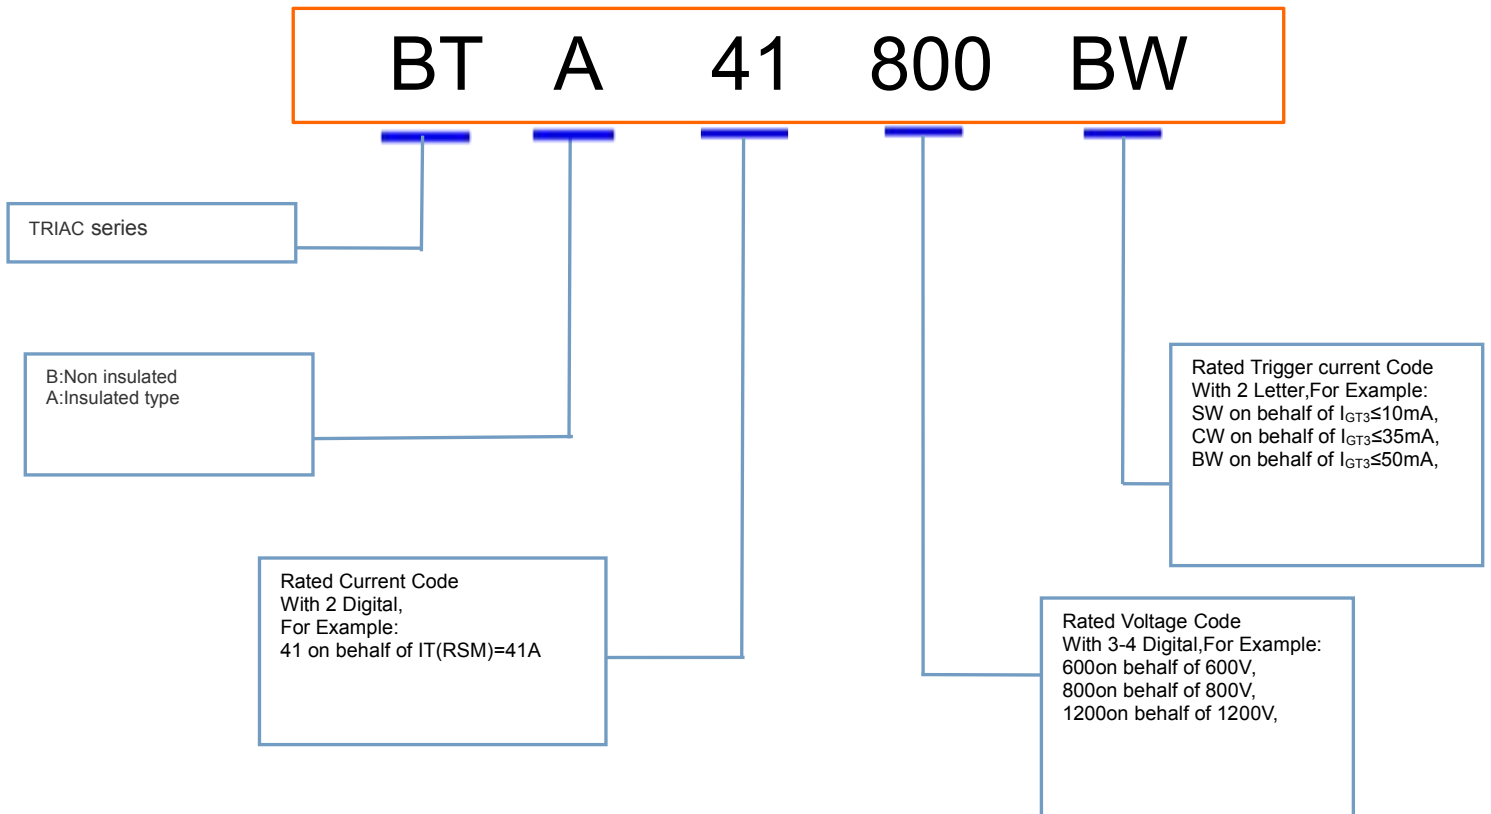 BT A 41 800 BW
TRIAC series
B:Non insulated
A:Insulated type
Rated Trigger current Code
With 2 Letter,For Example:
SW on behalf of IGT3≤10mA,
CW on behalf of IGT3≤35mA,
BW on behalf of IGT3≤50mA,
Rated Current Code
With 2 Digital,
For Example:
41 on behalf of IT(RSM)=41A
Rated Voltage Code
With 3-4 Digital,For Example:
600on behalf of 600V,
800on behalf of 800V,
1200on behalf of 1200V,